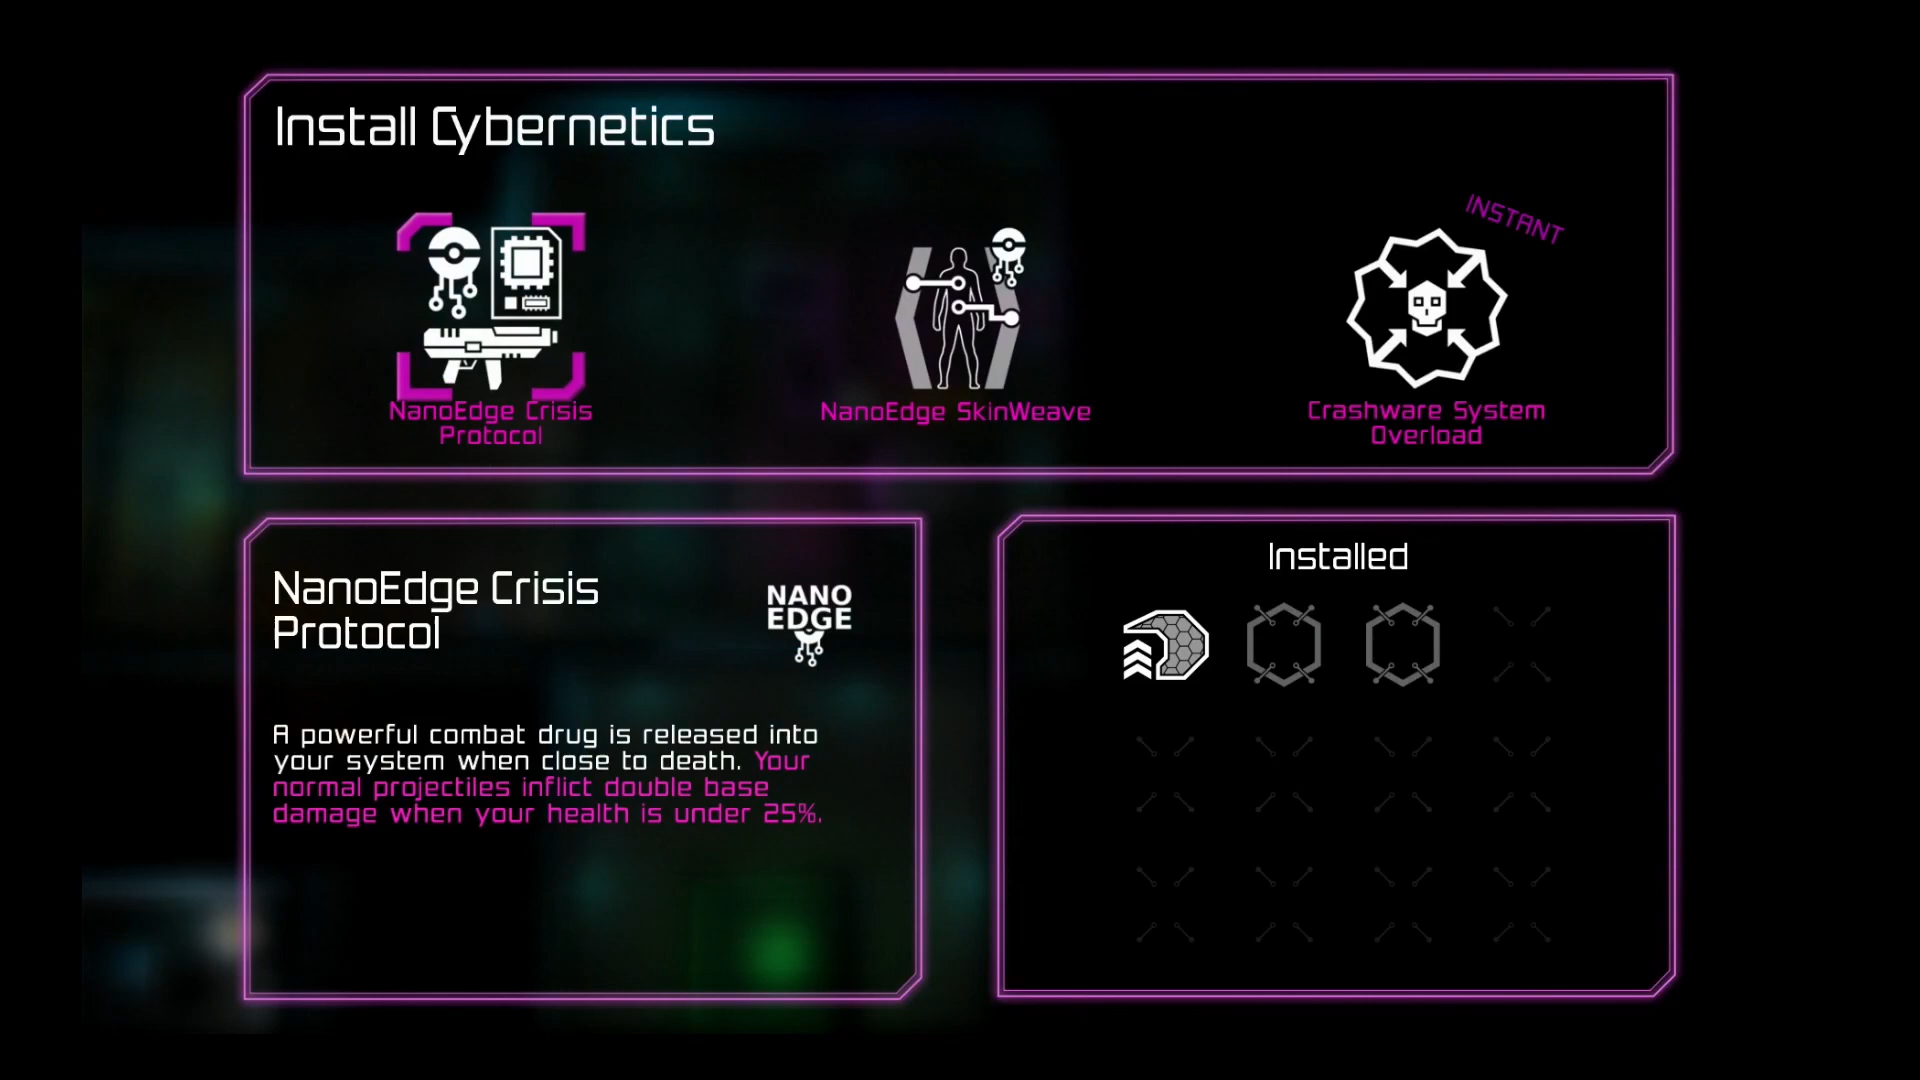 Install Cybernetics
INSTANT
NanoEdge Crisis
Protocol
NanoEdge SkinWeave
Crashware System
Overload
NanoEdge Crisis
Protocol
NANO
EDGE
A powerful combat drug is released into
your system when close to death. Your
normal projectiles inflict double base
damage when your health is under 25%.
Installed